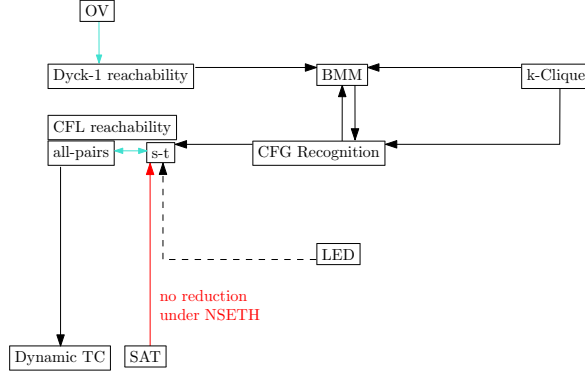 OV
Dyck-1 reachability
BMM
k-Clique
CFL reachability
all-pairs
s-t
CFG Recognition
LED
no reduction
under NSETH
Dynamic TC
SAT